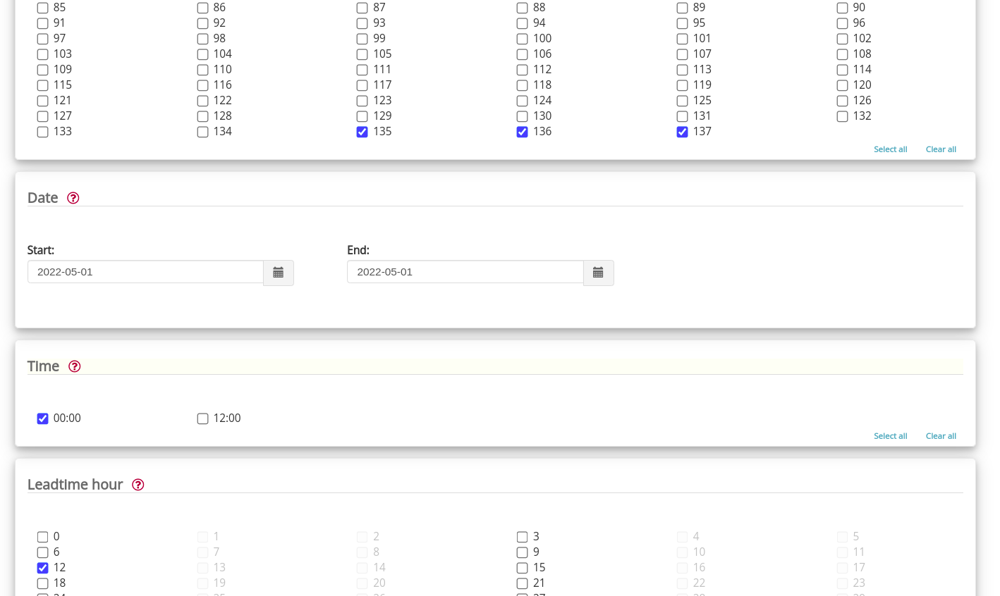 85 86 87 88 89 90
91 92 93 94 95 96
97 98 99 100 101 102
103 104 105 106 107 108
109 110 111 112 113 114
115 116 117 118 119 120
121 122 123 124 125 126
127 128 129 130 131 132
133 134 135 136 137
Select all Clear all
Date
Start: End:
2022-05-01 2022-05-01
Time
00:00 12:00
Select all Clear all
Leadtime hour
0 1 2 3 4 5
6 7 8 9 10 11
12 13 14 15 16 17
18 19 20 21 22 23